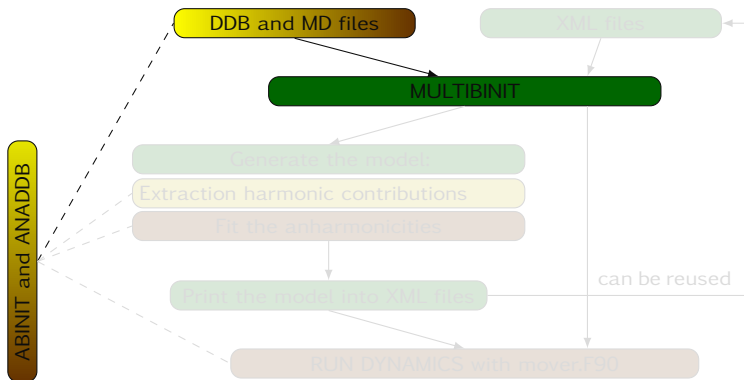 DDB and MD files
XML files
MULTIBINIT
Generate the model:
Extraction harmonic contributions
Fit the anharmonicities
ABINIT and ANADDB
can be reused
Print the model into XML files
RUN DYNAMICS with mover.F90